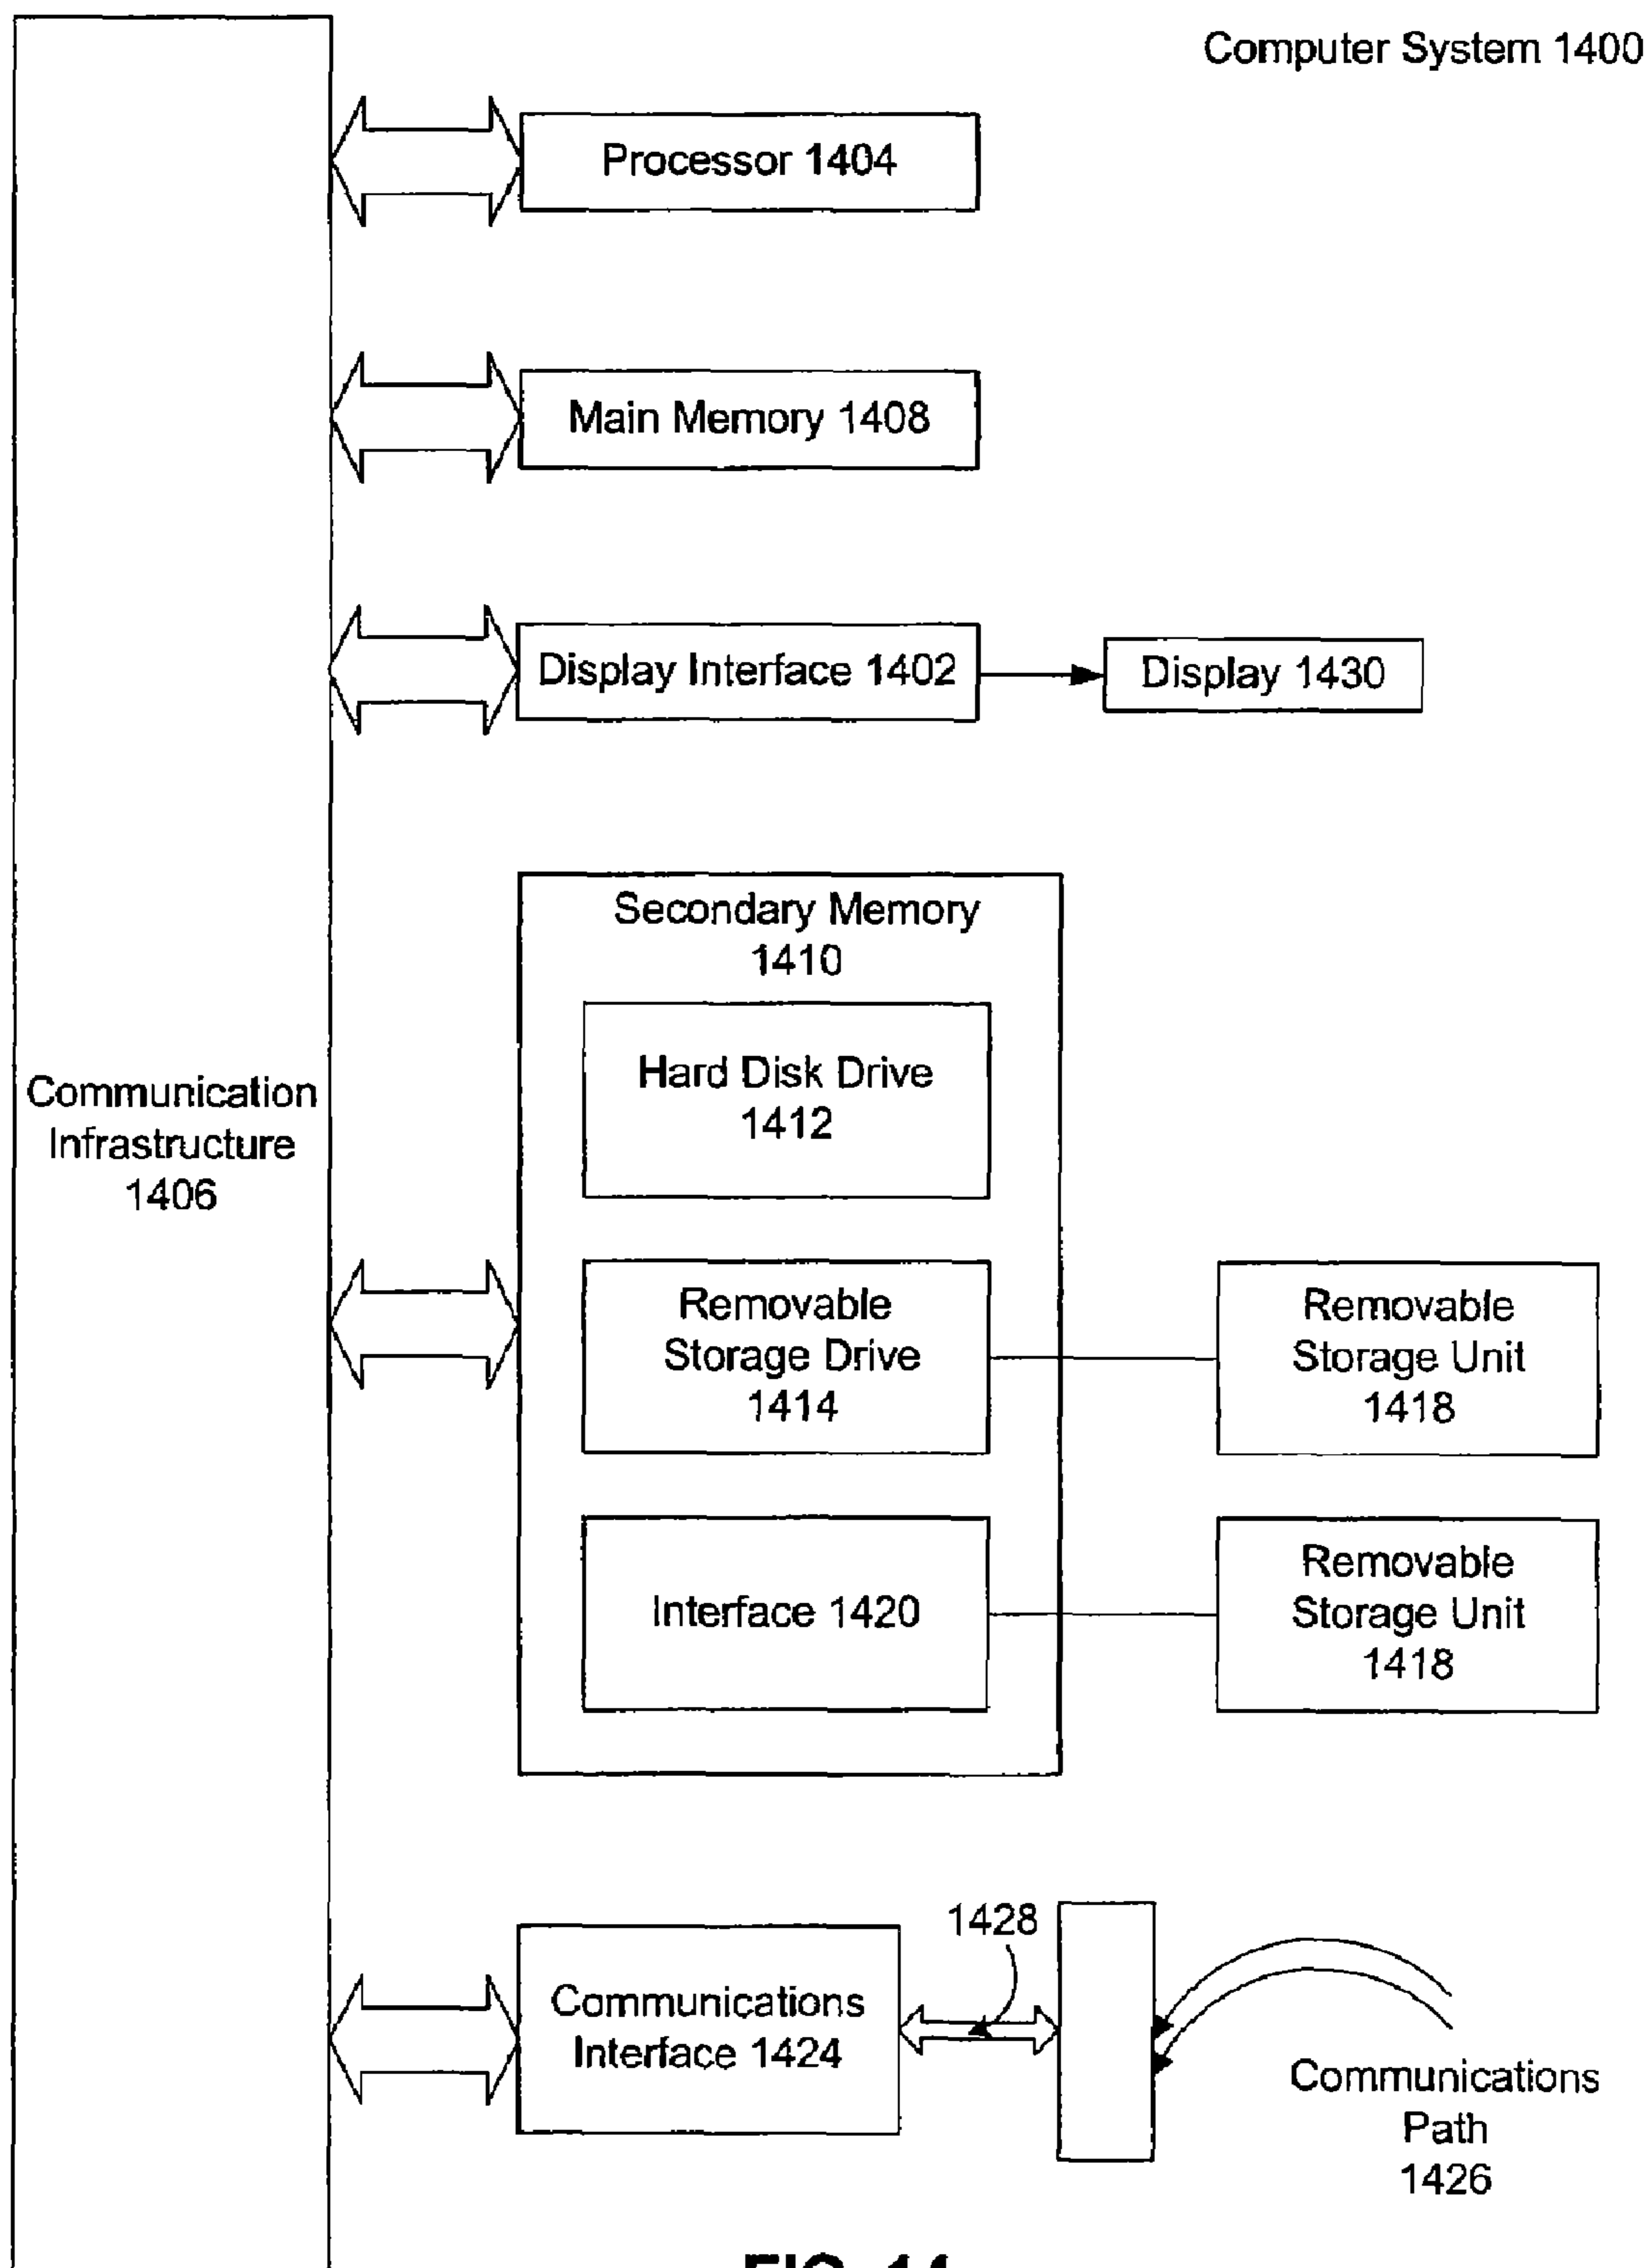 Computer System 1400
Processor 1404
Main Memory 1408
Display Interface 1402
Display 1430
Secondary Memory
1410
Hard Disk Drive
1412
Communication
Infrastructure
1406
Removable
Storage Drive
1414
Removable
Storage Unit
1418
Interface 1420
Removable
Storage Unit
1418
1428
Communications
Interface 1424
Communications
Path
1426
FIG. 14